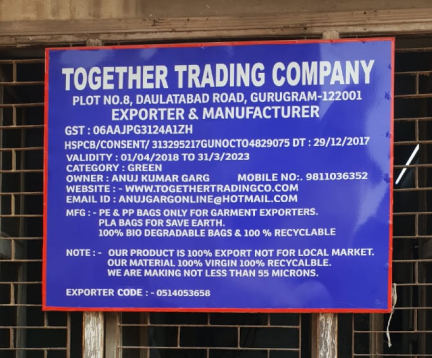 TOGETHER TRADING COMPANY
PLOT NO.8, DAULATABAD ROAD, GURUGRAM-122001
EXPORTER & MANUFACTURER
GST : 06AAJPG3124A1ZH
HSPCB/CONSENT/ 313295217GUNOCTO4829075 DT : 29/12/2017
VALIDITY : 01/04/2018 TO 31/3/2023
CATEGORY : GREEN
OWNER : ANUJ KUMAR GARG MOBILE NO:. 9811036352
WEBSITE : - WWW.TOGETHERTRADINGCO.COM
EMAIL ID : ANUJGARGONLINE@HOTMAIL.COM
MFG : - PE & PP BAGS ONLY FOR GARMENT EXPORTERS.
PLA BAGS FOR SAVE EARTH.
100% BIO DEGRADABLE BAGS & 100 % RECYCLABLE
NOTE : - OUR PRODUCT IS 100% EXPORT NOT FOR LOCAL MARKET.
OUR MATERIAL 100% VIRGIN 100% RECYCALBLE.
WE ARE MAKING NOT LESS THAN 55 MICRONS.
EXPORTER CODE : - 0514053658